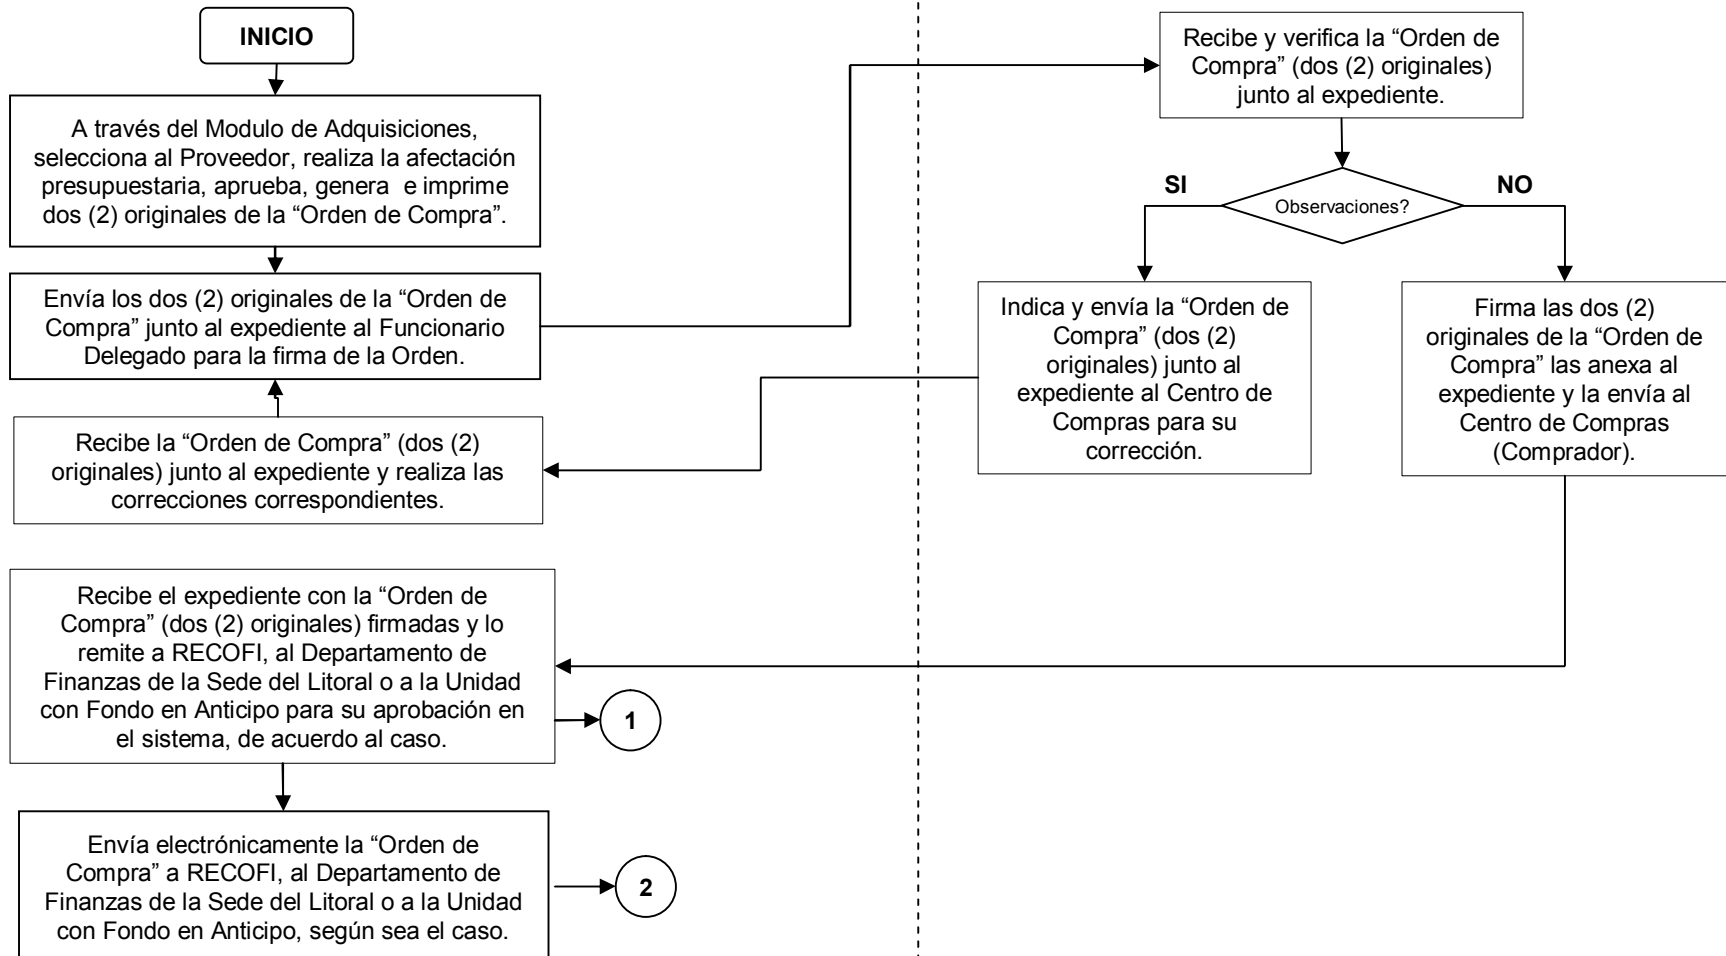 INICIO
A través del Modulo de Adquisiciones,
selecciona al Proveedor, realiza la afectación
presupuestaria, aprueba, genera e imprime
dos (2) originales de la “Orden de Compra”.
Envía los dos (2) originales de la “Orden de
Compra” junto al expediente al Funcionario
Delegado para la firma de la Orden.
Recibe y verifica la “Orden de
Compra” (dos (2) originales)
junto al expediente.
Observaciones?
SI
NO
Indica y envía la “Orden de
Compra” (dos (2)
originales) junto al
expediente al Centro de
Compras para su
corrección.
Firma las dos (2)
originales de la “Orden de
Compra” las anexa al
expediente y la envía al
Centro de Compras
(Comprador).
Recibe la “Orden de Compra” (dos (2)
originales) junto al expediente y realiza las
correcciones correspondientes.
Recibe el expediente con la “Orden de
Compra” (dos (2) originales) firmadas y lo
remite a RECOFI, al Departamento de
Finanzas de la Sede del Litoral o a la Unidad
con Fondo en Anticipo para su aprobación en
el sistema, de acuerdo al caso.
1
Envía electrónicamente la “Orden de
Compra” a RECOFI, al Departamento de
Finanzas de la Sede del Litoral o a la Unidad
con Fondo en Anticipo, según sea el caso.
2